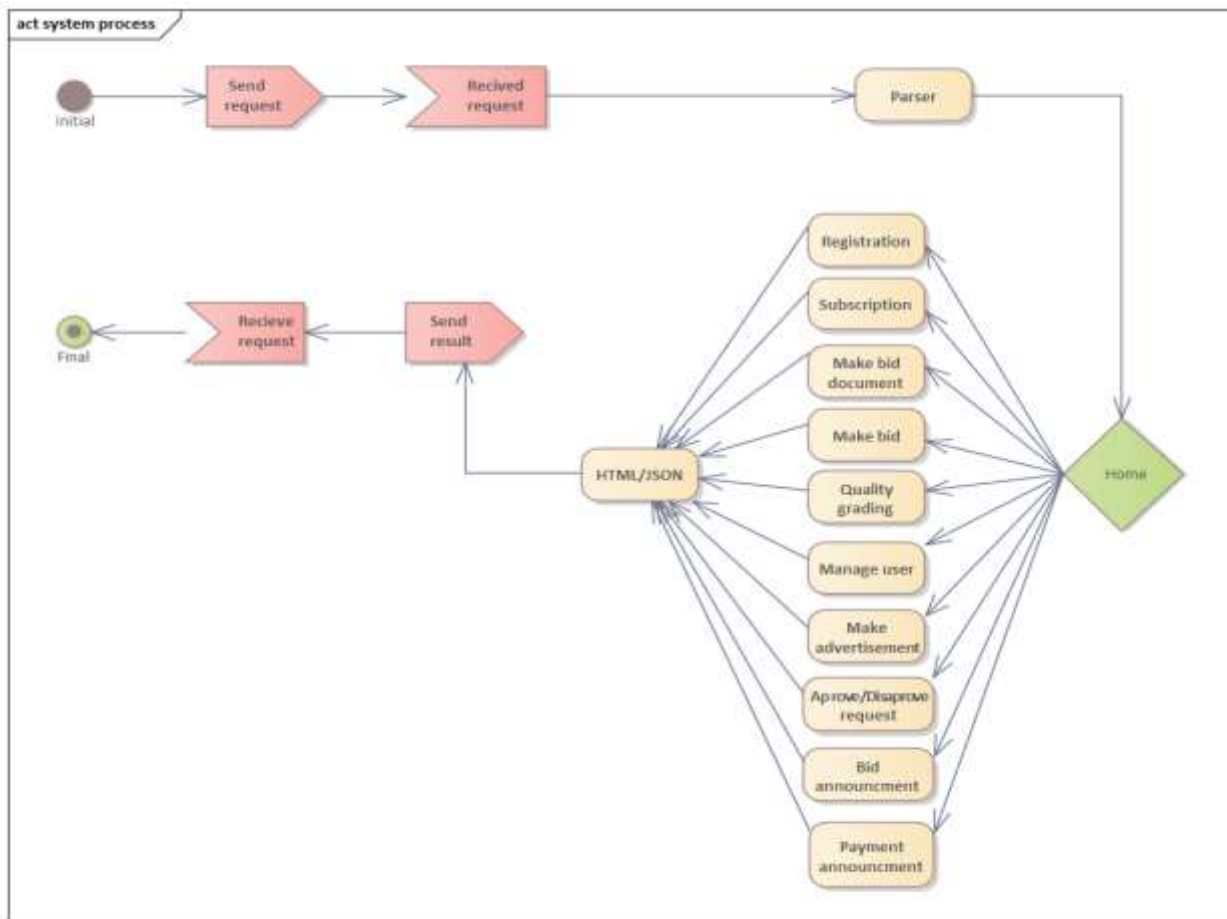 act system process
Send
request
Recived
request
Parser
Initial
Registration
Subscription
Recieve
request
Send
result
Final
Make bid
document
Make bid
HTML/JSON
Home
Quality
grading
Manage user
Make
advertisement
Aprove/Disaprove
request
Bid
announcment
Payment
announcment